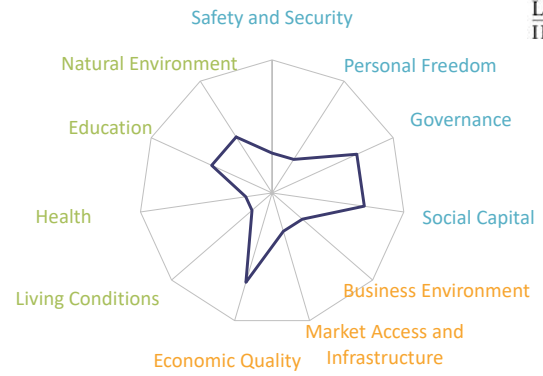 Safety and Security
Natural Environment
Personal Freedom
Education
Governance
Health
Social Capital
Living Conditions
Business Environment
Market Access and
Infrastructure
Economic Quality